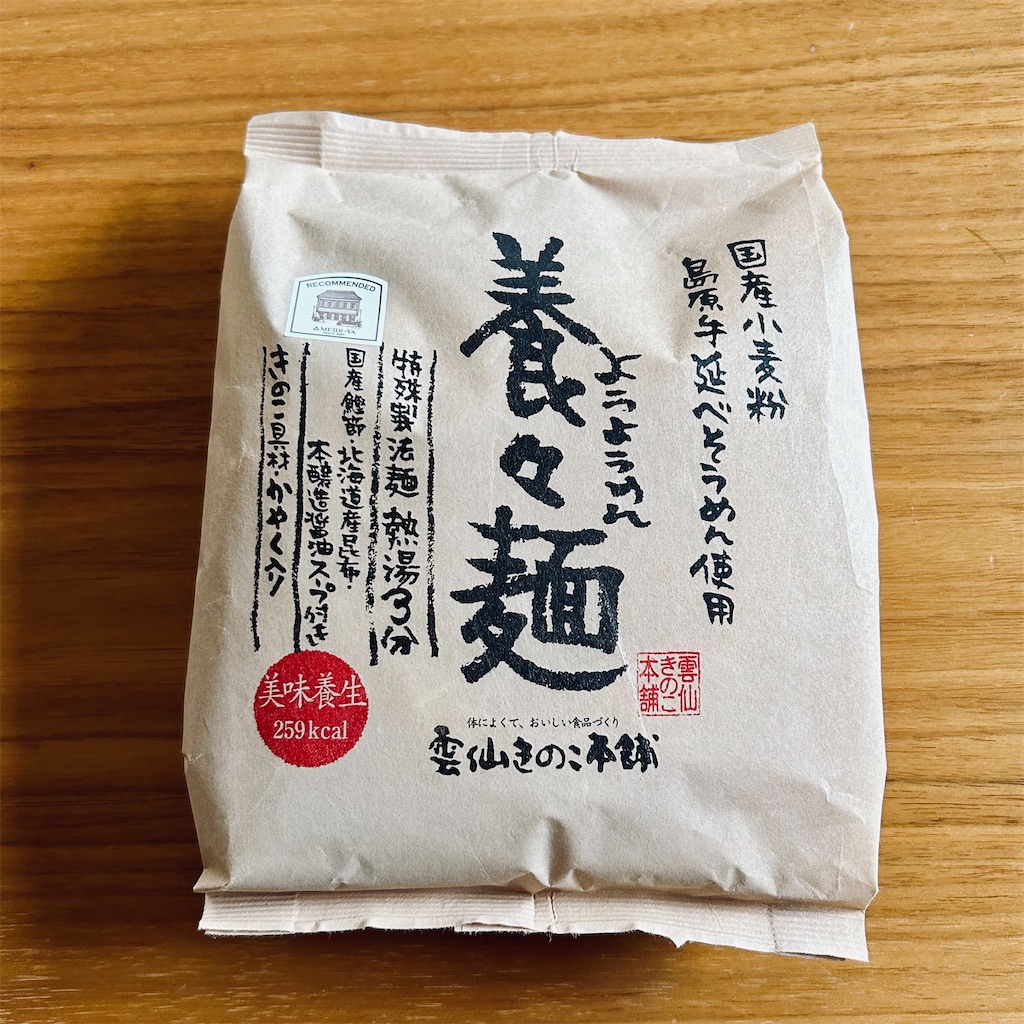 国産小麦粉
島原手延べそうめん使用
ようようめん
養々麺
特殊製法麺 熱湯3分
国産鰹節・北海道産昆布・
本醸造醤油スープ付き
きのこ具材・かやく入り
RECOMMENDED
MEIDI-YA
美味養生
259kcal
雲仙
きのこ
本舗
体によくて、おいしい食品づくり
雲仙きのこ本舗